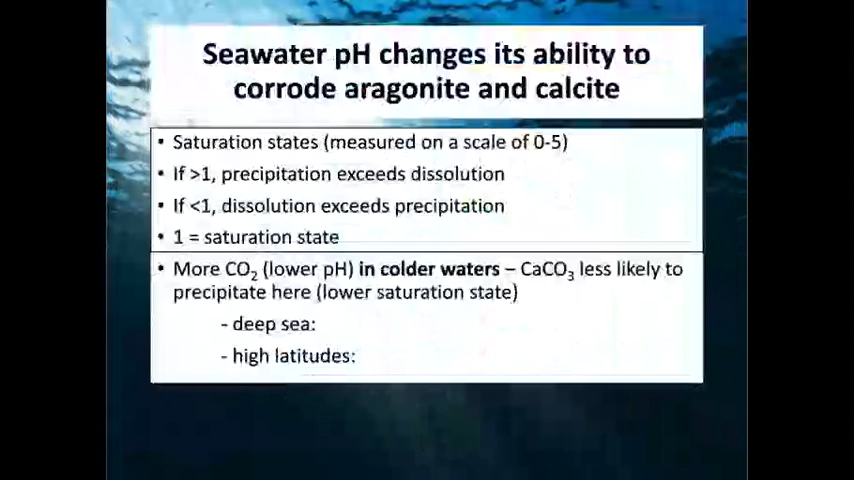 Seawater pH changes its ability to
corrode aragonite and calcite
• Saturation states (measured on a scale of 0-5)
• If >1, precipitation exceeds dissolution
• If <1, dissolution exceeds precipitation
• 1 = saturation state
• More CO₂ (lower pH) in colder waters – CaCO₃ less likely to
precipitate here (lower saturation state)
- deep sea:
- high latitudes: